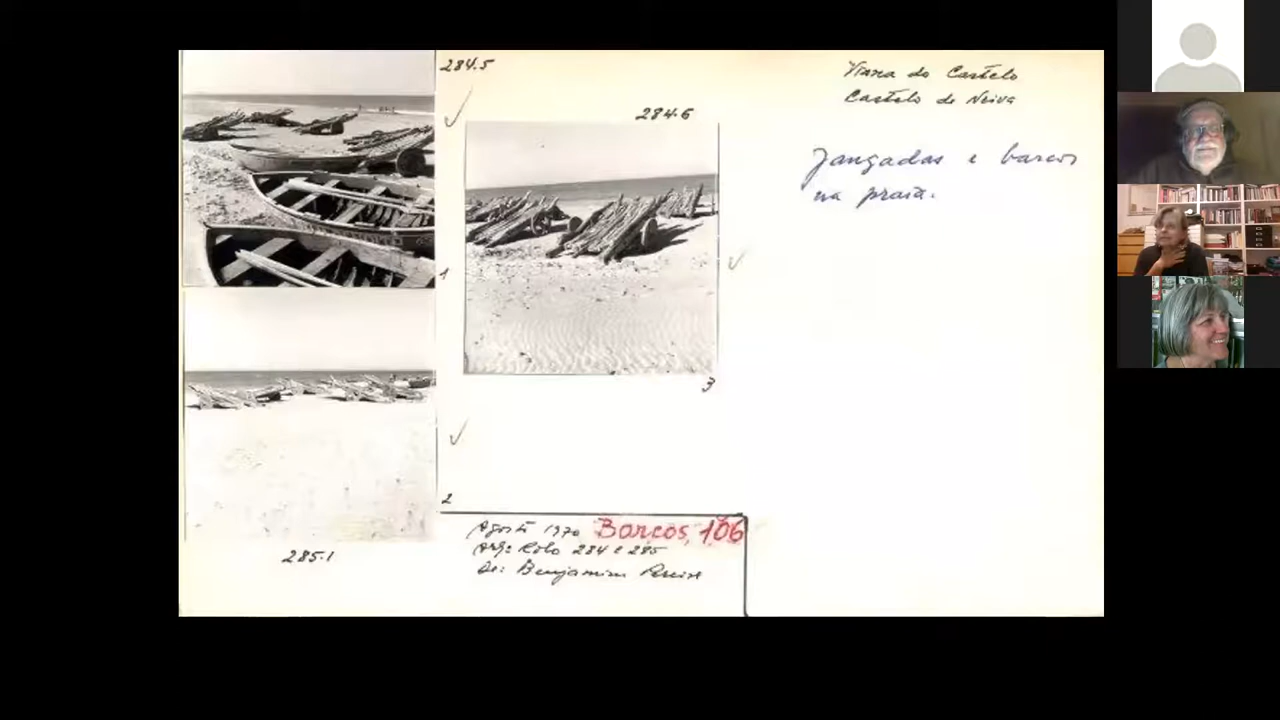 284.5
284.6
Viana do Castelo
Castelo de Neiva
Jangadas e barcos
na praia.
1
3
2
285.1
Agosto 1970 Barcos, 106
Arq: Rolo 284 e 285
De: Benjamim Pereira